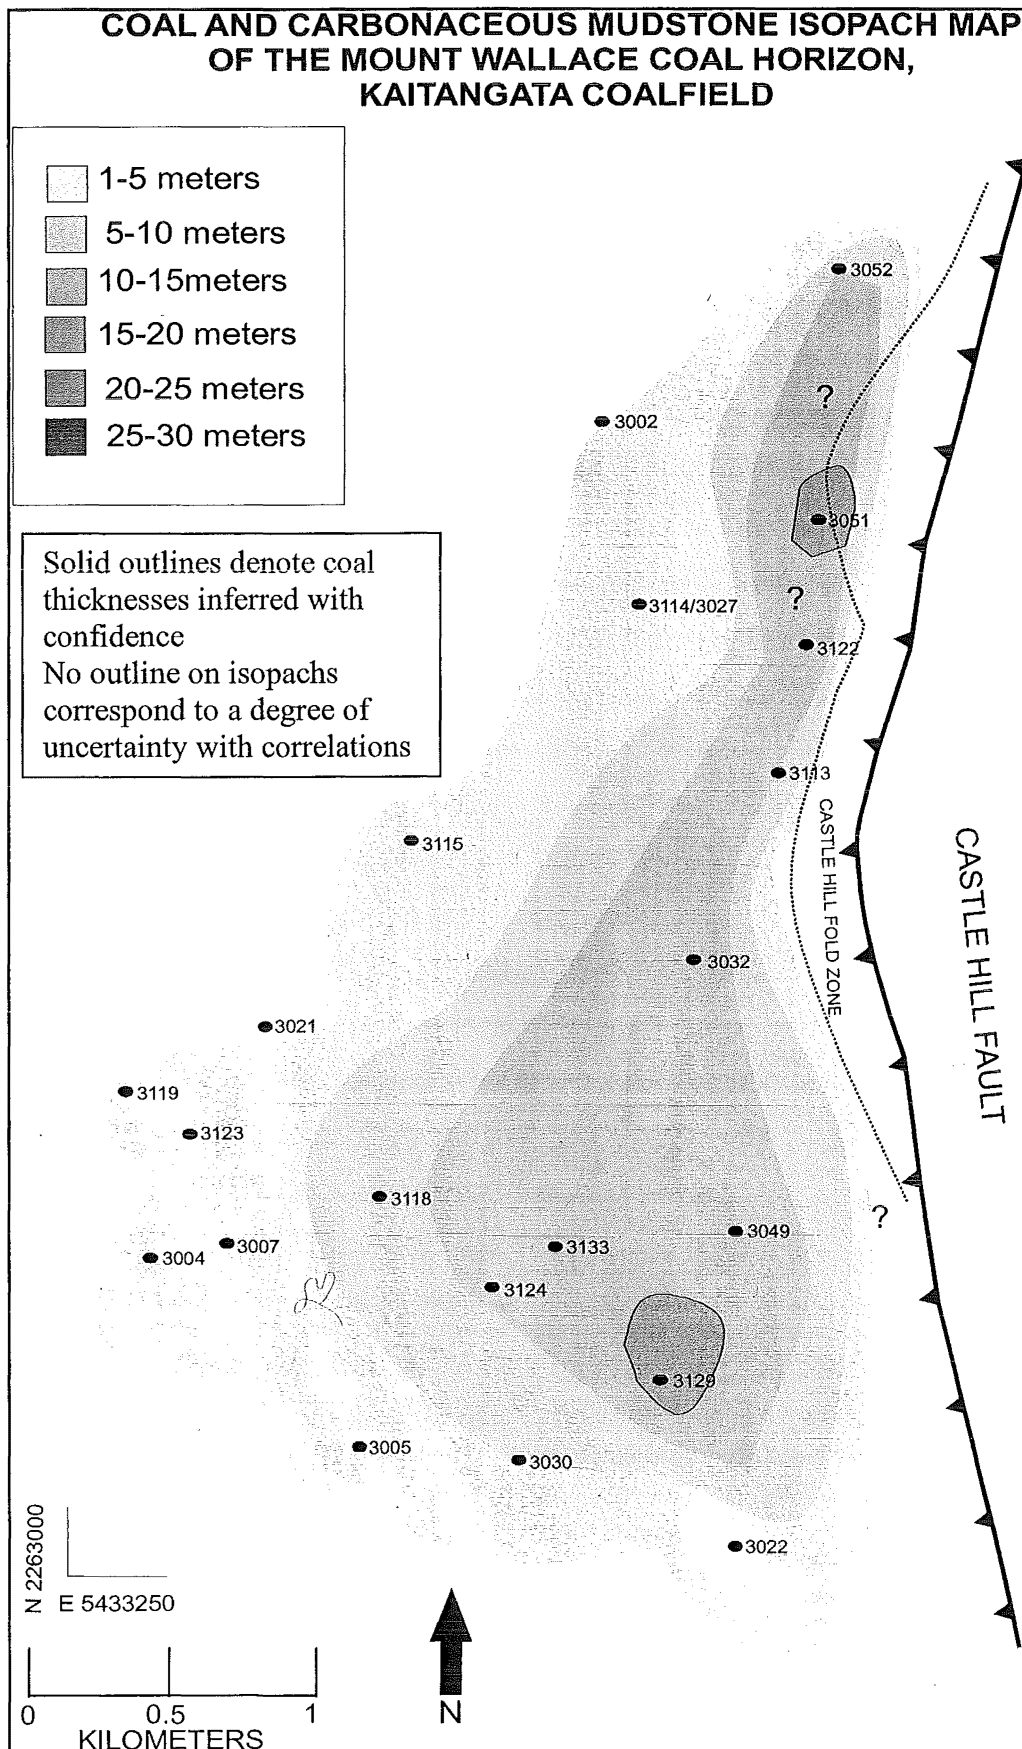 COAL AND CARBONACEOUS MUDSTONE ISOPACH MAP
OF THE MOUNT WALLACE COAL HORIZON,
KAITANGATA COALFIELD
1-5 meters
5-10 meters
10-15meters
15-20 meters
20-25 meters
25-30 meters
Solid outlines denote coal
thicknesses inferred with
confidence
No outline on isopachs
correspond to a degree of
uncertainty with correlations
3052
?
3002
3051
?
3114/3027
3122
3113
CASTLE HILL FOLD ZONE
CASTLE HILL FAULT
3115
3032
3021
3119
3123
3118
?
3049
3133
3007
3004
3124
3129
3005
3030
3022
N 2263000
E 5433250
N
0 0.5 1
KILOMETERS